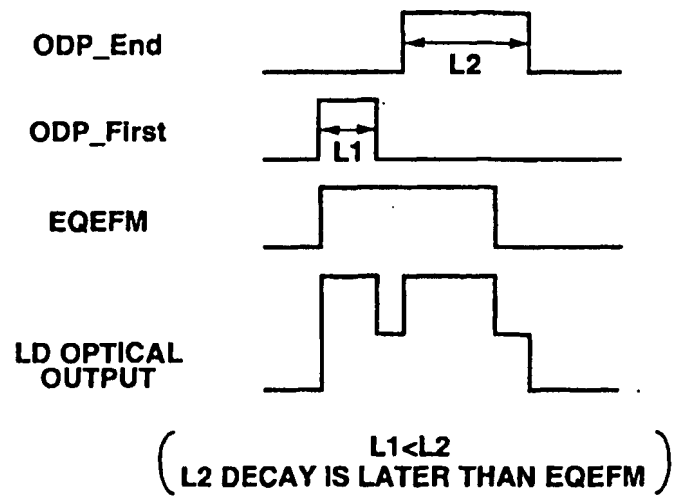 ODP_End
L2
ODP_First
L1
EQEFM
LD OPTICAL
OUTPUT
L1<L2
L2 DECAY IS LATER THAN EQEFM